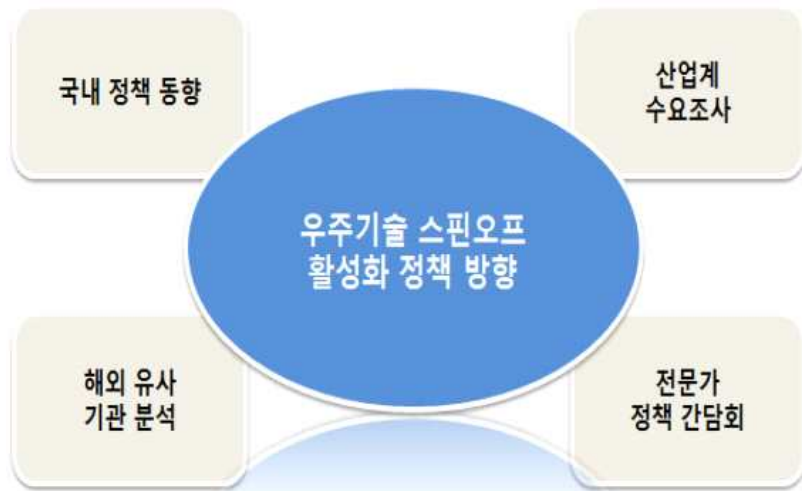 국내 정책 동향
산업계
수요조사
우주기술 스핀오프
활성화 정책 방향
해외 유사
기관 분석
전문가
정책 간담회